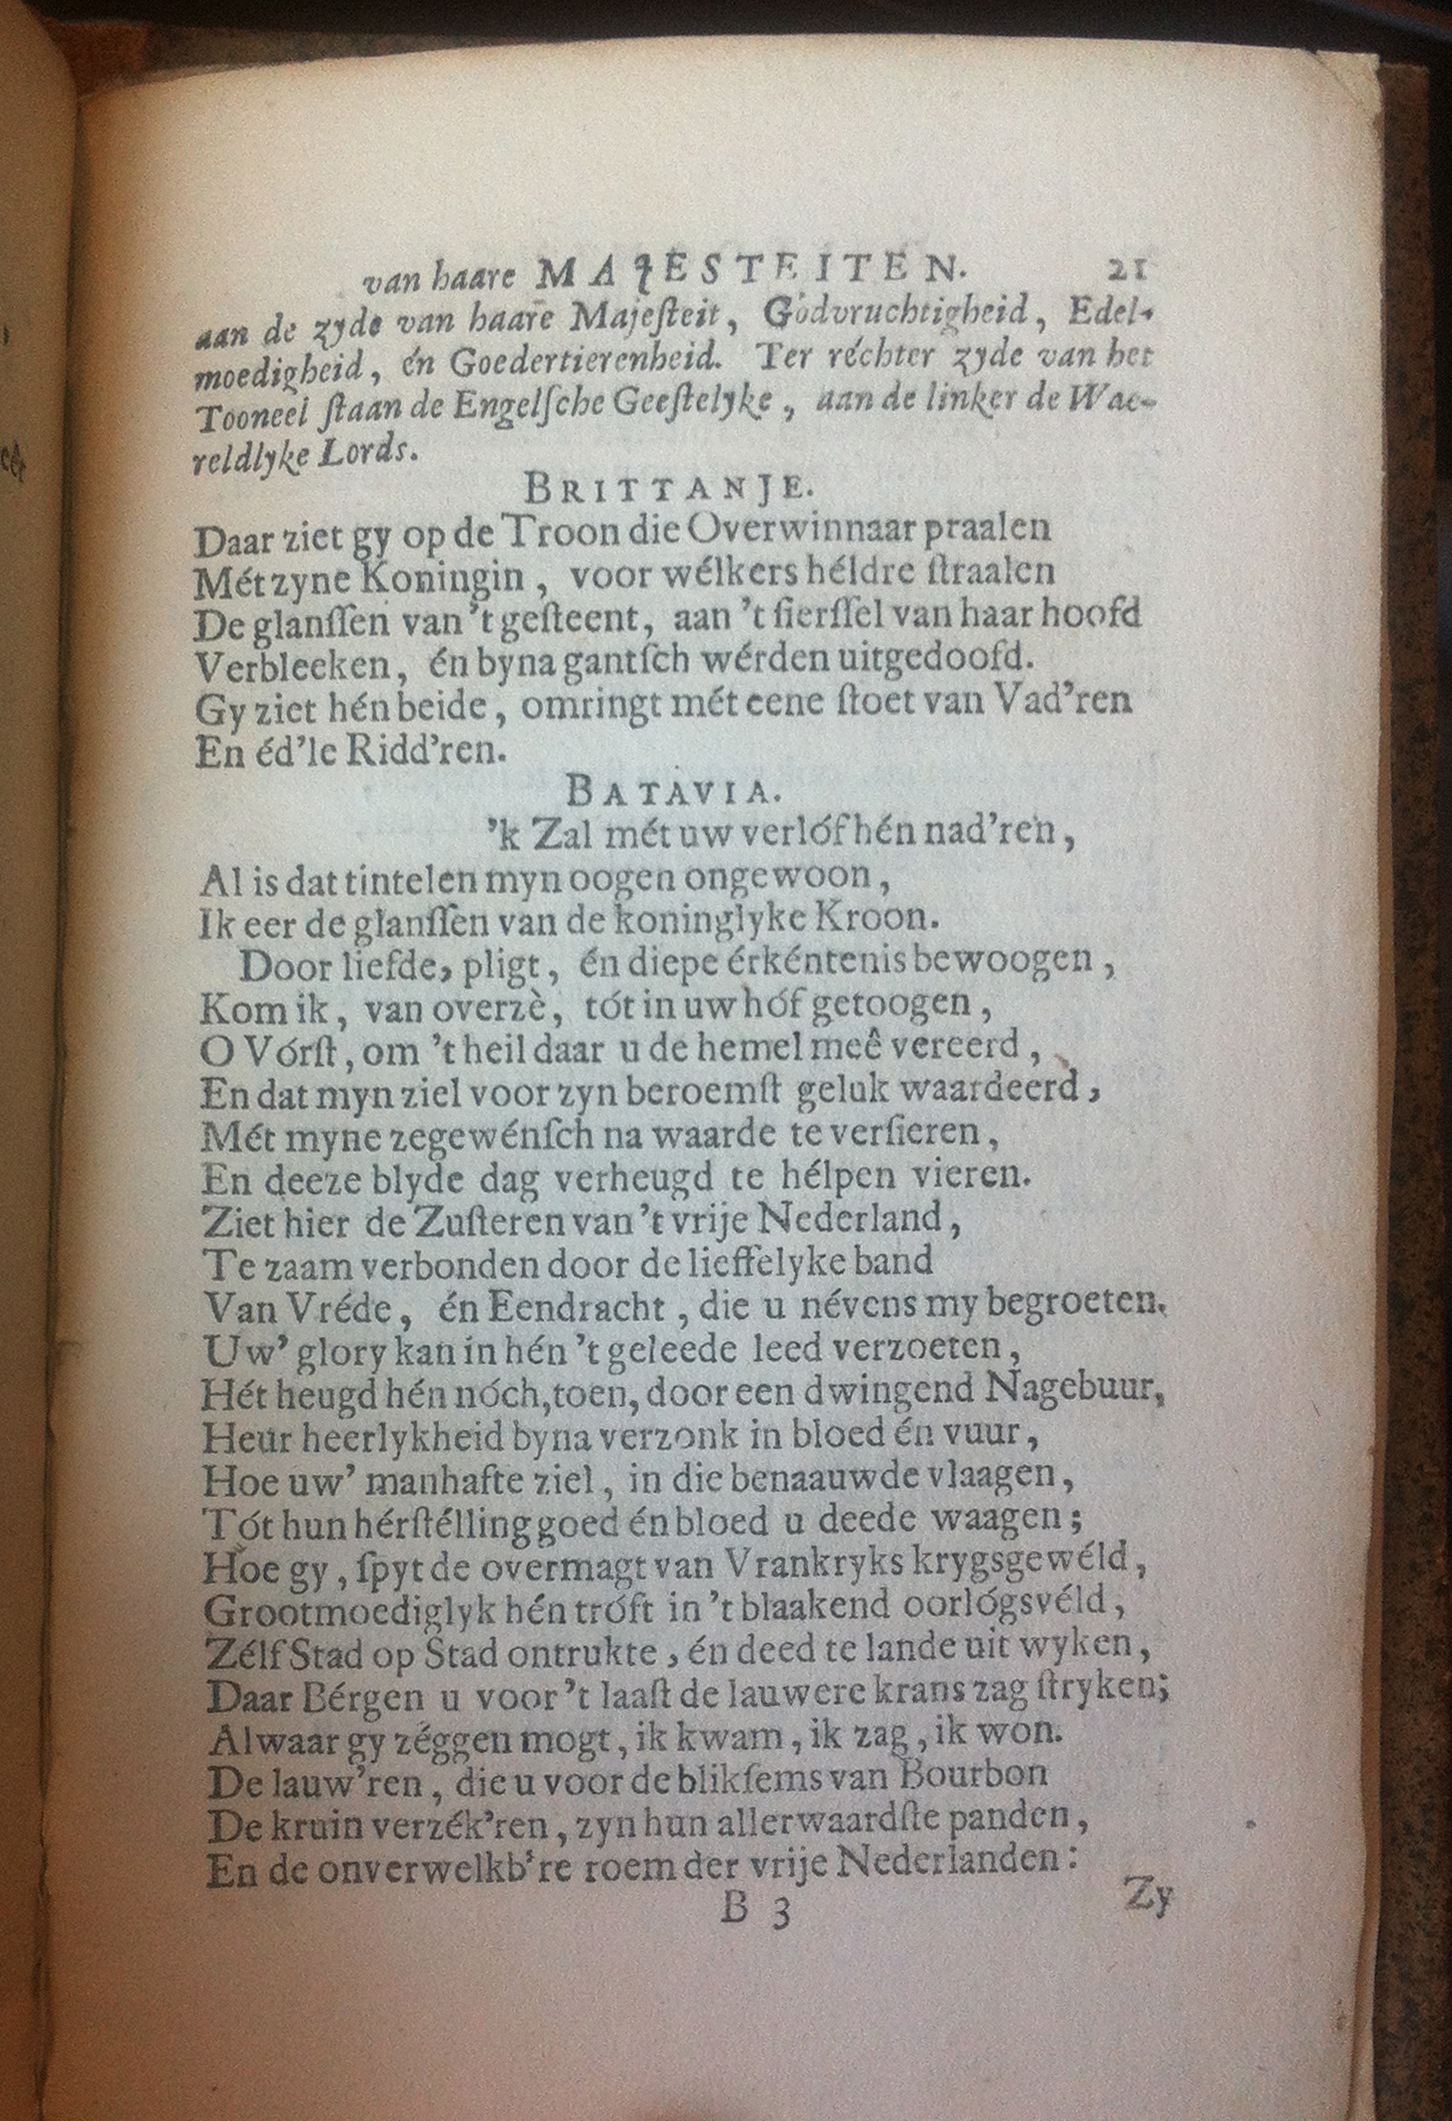 van haare MAJESTEITEN. 21
aan de zyde van haare Majeſteit, Gódvruchtigheid, Edel-
moedigheid, én Goedertierenheid. Ter réchter zyde van het
Tooneel ſtaan de Engelſche Geeſtelyke, aan de linker de Wae-
reldlyke Lords.
BRITTANJE.
Daar ziet gy op de Troon die Overwinnaar praalen
Mét zyne Koningin, voor wélkers héldre ſtraalen
De glanſſen van 't geſteent, aan 't ſierſſel van haar hoofd
Verbleeken, én byna gantſch wérden uitgedoofd.
Gy ziet hén beide, omringt mét eene ſtoet van Vad'ren
En éd'le Ridd'ren.
BATAVIA.
'k Zal mét uw verlóf hén nad'ren,
Al is dat tintelen myn oogen ongewoon,
Ik eer de glanſſen van de koninglyke Kroon.
Door liefde, pligt, én diepe érkéntenis bewoogen,
Kom ik, van overzè, tót in uw hóf getoogen,
O Vórſt, om 't heil daar u de hemel meê vereerd,
En dat myn ziel voor zyn beroemſt geluk waardeerd,
Mét myne zegewénſch na waarde te verſieren,
En deeze blyde dag verheugd te hélpen vieren.
Ziet hier de Zuſteren van 't vrije Nederland,
Te zaam verbonden door de lieffelyke band
Van Vréde, én Eendracht, die u névens my begroeten.
Uw' glory kan in hén 't geleede leed verzoeten,
Hét heugd hén nóch, toen, door een dwingend Nagebuur,
Heur heerlykheid byna verzonk in bloed én vuur,
Hoe uw' manhafte ziel, in die benaauwde vlaagen,
Tót hun hérſtélling goed én bloed u deede waagen;
Hoe gy, ſpyt de overmagt van Vrankryks krygsgewéld,
Grootmoediglyk hén tróſt in 't blaakend oorlógsvéld,
Zélf Stad op Stad ontrukte, én deed te lande uit wyken,
Daar Bérgen u voor 't laaſt de lauwere krans zag ſtryken;
Alwaar gy zéggen mogt, ik kwam, ik zag, ik won.
De lauw'ren, die u voor de blikſems van Bourbon
De kruin verzék'ren, zyn hun allerwaardſte panden,
En de onverwelkb're roem der vrije Nederlanden:
B 3 Zy